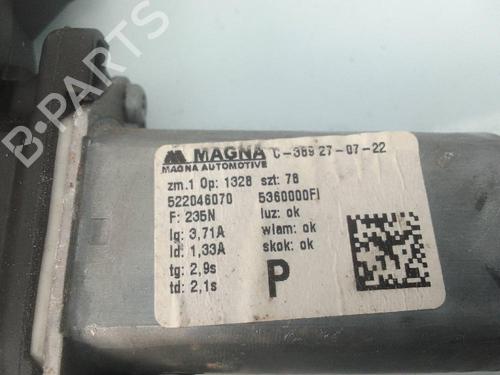 MAGNA C-369 27-07-22
MAGNA AUTOMOTIVE
zm.1 Op: 1328 szt: 78
522046070 5360000FI
F: 235N luz: ok
Ig: 3,71A wlam: ok
Id: 1,33A skok: ok
tg: 2,9s
td: 2,1s
P
B-PARTS